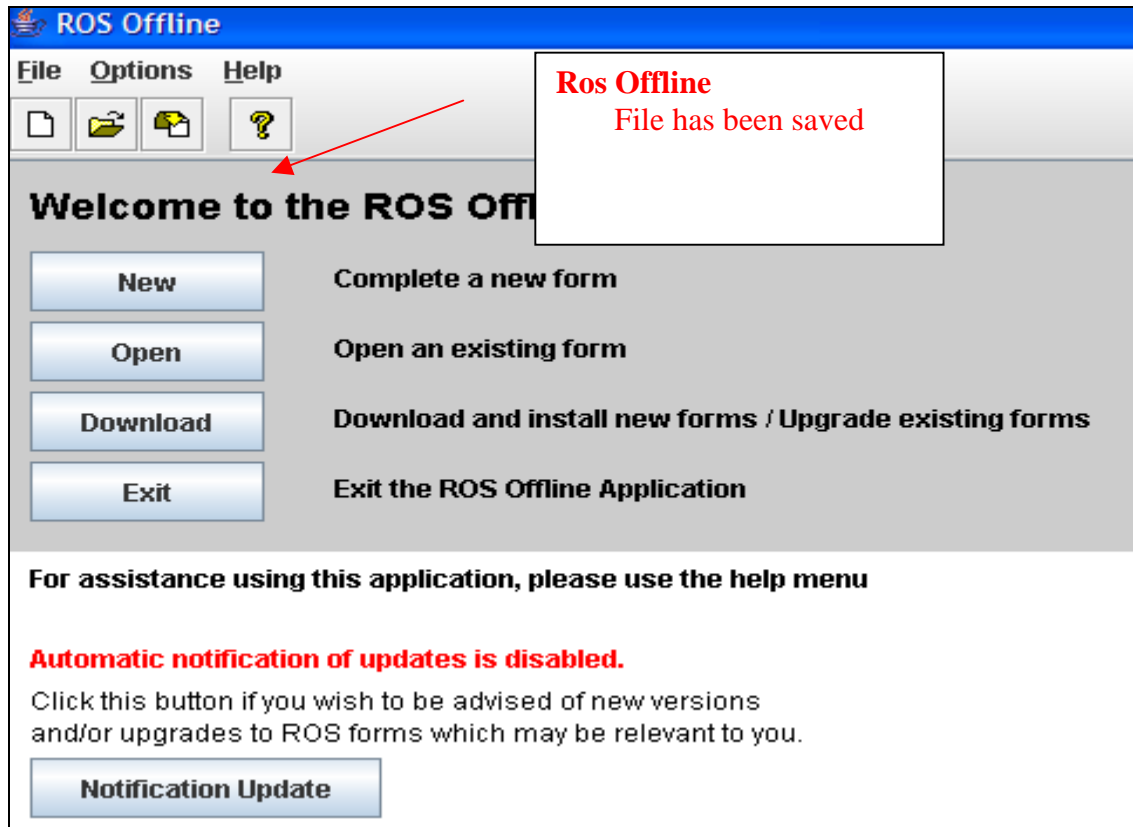 ROS Offline
File Options Help
Ros Offline
File has been saved
Welcome to the ROS Offl
New Complete a new form
Open Open an existing form
Download Download and install new forms / Upgrade existing forms
Exit Exit the ROS Offline Application
For assistance using this application, please use the help menu
Automatic notification of updates is disabled.
Click this button if you wish to be advised of new versions
and/or upgrades to ROS forms which may be relevant to you.
Notification Update